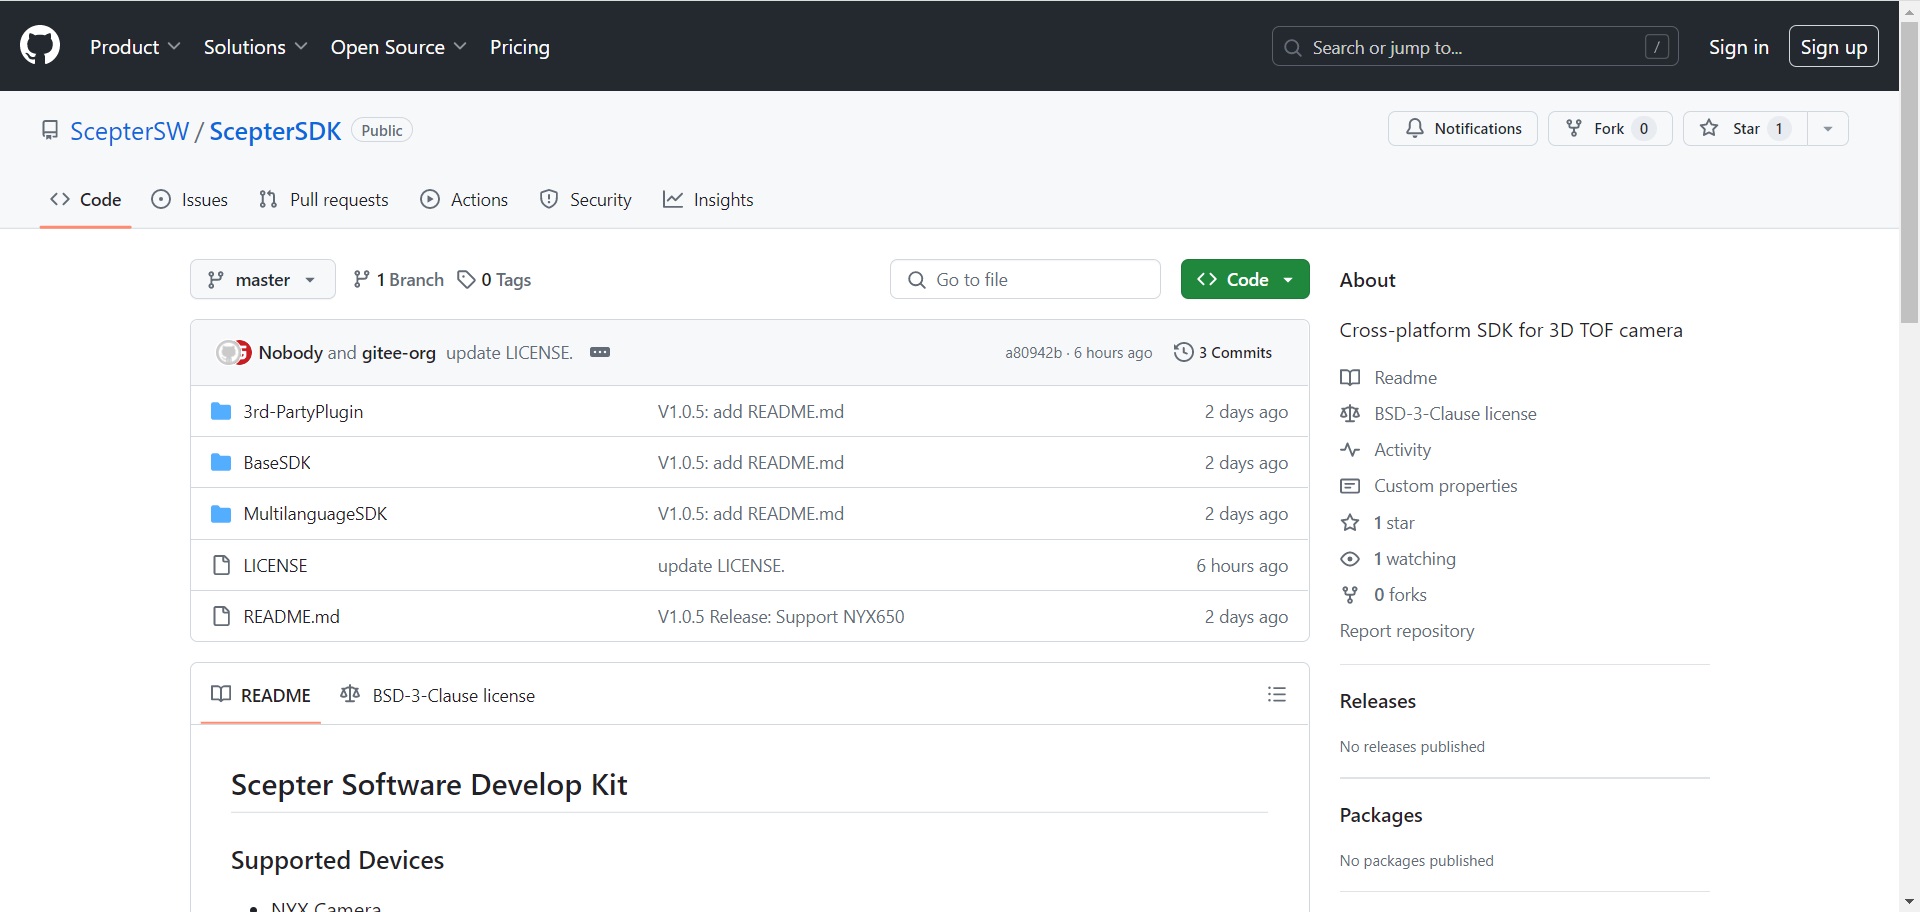 Product Solutions Open Source Pricing Search or jump to... / Sign in Sign up
ScepterSW / ScepterSDK Public Notifications Fork 0 Star 1
Code Issues Pull requests Actions Security Insights
master 1 Branch 0 Tags Go to file Code
Nobody and gitee-org update LICENSE. a80942b · 6 hours ago 3 Commits
3rd-PartyPlugin V1.0.5: add README.md 2 days ago
BaseSDK V1.0.5: add README.md 2 days ago
MultilanguageSDK V1.0.5: add README.md 2 days ago
LICENSE update LICENSE. 6 hours ago
README.md V1.0.5 Release: Support NYX650 2 days ago
README BSD-3-Clause license
Scepter Software Develop Kit
Supported Devices
NYX Camera
About
Cross-platform SDK for 3D TOF camera
Readme
BSD-3-Clause license
Activity
Custom properties
1 star
1 watching
0 forks
Report repository
Releases
No releases published
Packages
No packages published